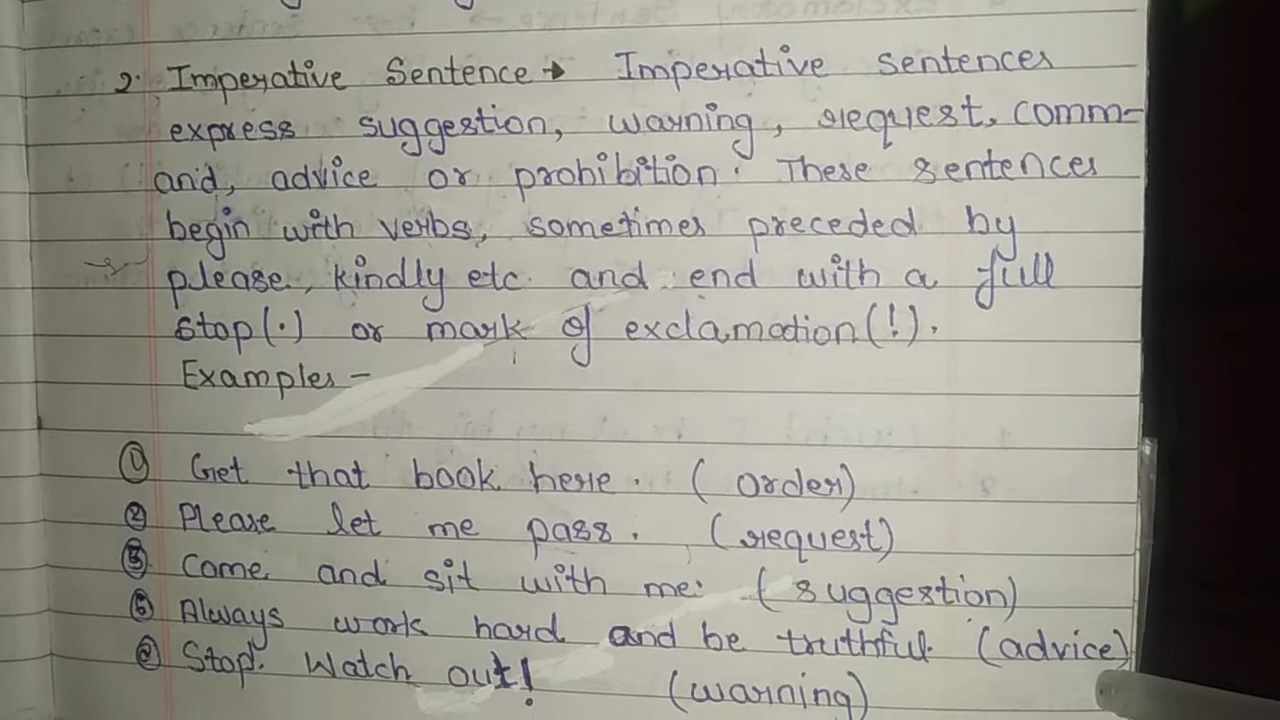 2. Imperative Sentence → Imperative sentences
express suggestion, warning, request, comm-
and, advice or prohibition. These sentences
begin with verbs, sometimes preceded by
please, kindly etc. and end with a full
stop(.) or mark of exclamation(!).
Examples -
① Get that book here. (order)
② Please let me pass. (request)
③ Come and sit with me. (suggestion)
Always work hard and be truthful. (advice)
Stop! Watch out! (warning)